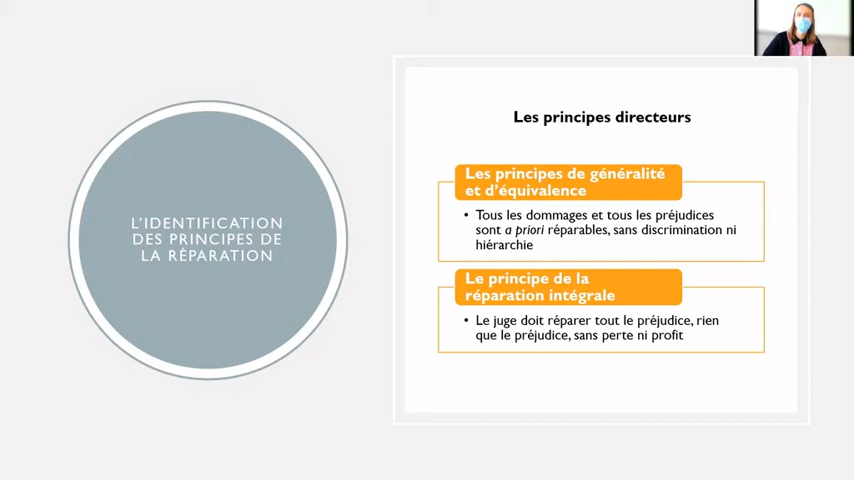 L'IDENTIFICATION
DES PRINCIPES DE
LA RÉPARATION
Les principes directeurs
Les principes de généralité
et d'équivalence
• Tous les dommages et tous les préjudices
sont a priori réparables, sans discrimination ni
hiérarchie
Le principe de la
réparation intégrale
• Le juge doit réparer tout le préjudice, rien
que le préjudice, sans perte ni profit